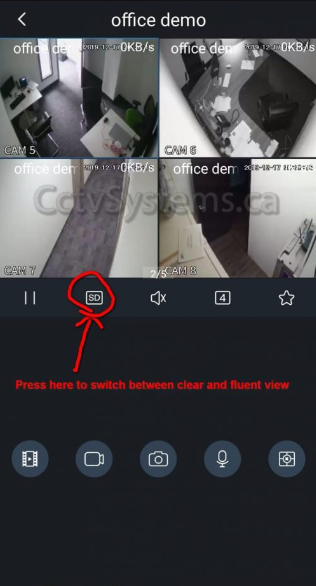 office demo
office dem 2019-12-17 0KB/s
office dem 2019-12-17 0KB/s
CAM 5
CAM 6
office dem 2019-12-17 0KB/s
office dem 2019-12-17
CctvSystems.ca
CAM 7
2/5
CAM 8
SD
4
Press here to switch between clear and fluent view